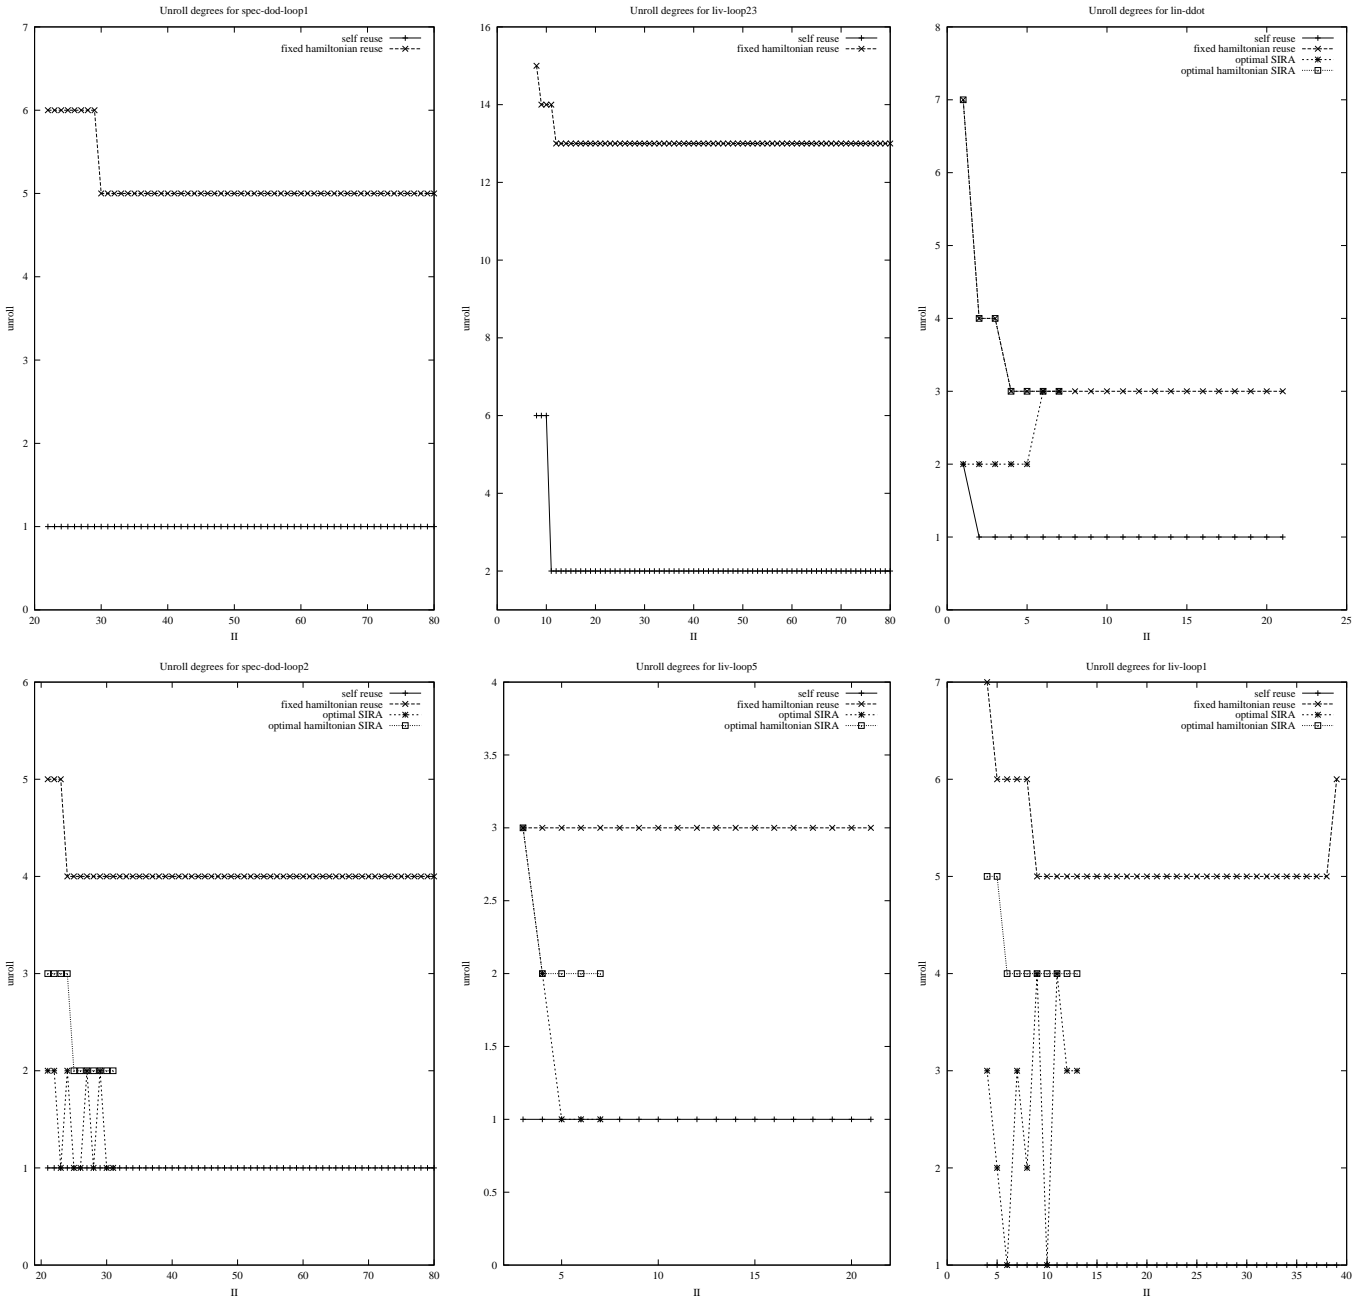 Unroll degrees for spec-dod-loop1
7
6
5
4
3
2
1
0
unroll
20 30 40 50 60 70 80
II
self reuse
fixed hamiltonian reuse
Unroll degrees for liv-loop23
16
14
12
10
8
6
4
2
unroll
0 10 20 30 40 50 60 70 80
II
self reuse
fixed hamiltonian reuse
Unroll degrees for lin-ddot
8
7
6
5
4
3
2
1
0
unroll
0 5 10 15 20 25
II
self reuse
fixed hamiltonian reuse
optimal SIRA
optimal hamiltonian SIRA
Unroll degrees for spec-dod-loop2
6
5
4
3
2
1
0
unroll
20 30 40 50 60 70 80
II
self reuse
fixed hamiltonian reuse
optimal SIRA
optimal hamiltonian SIRA
Unroll degrees for liv-loop5
4
3.5
3
2.5
2
1.5
1
0.5
0
unroll
5 10 15 20
II
self reuse
fixed hamiltonian reuse
optimal SIRA
optimal hamiltonian SIRA
Unroll degrees for liv-loop1
7
6
5
4
3
2
1
unroll
0 5 10 15 20 25 30 35 40
II
self reuse
fixed hamiltonian reuse
optimal SIRA
optimal hamiltonian SIRA